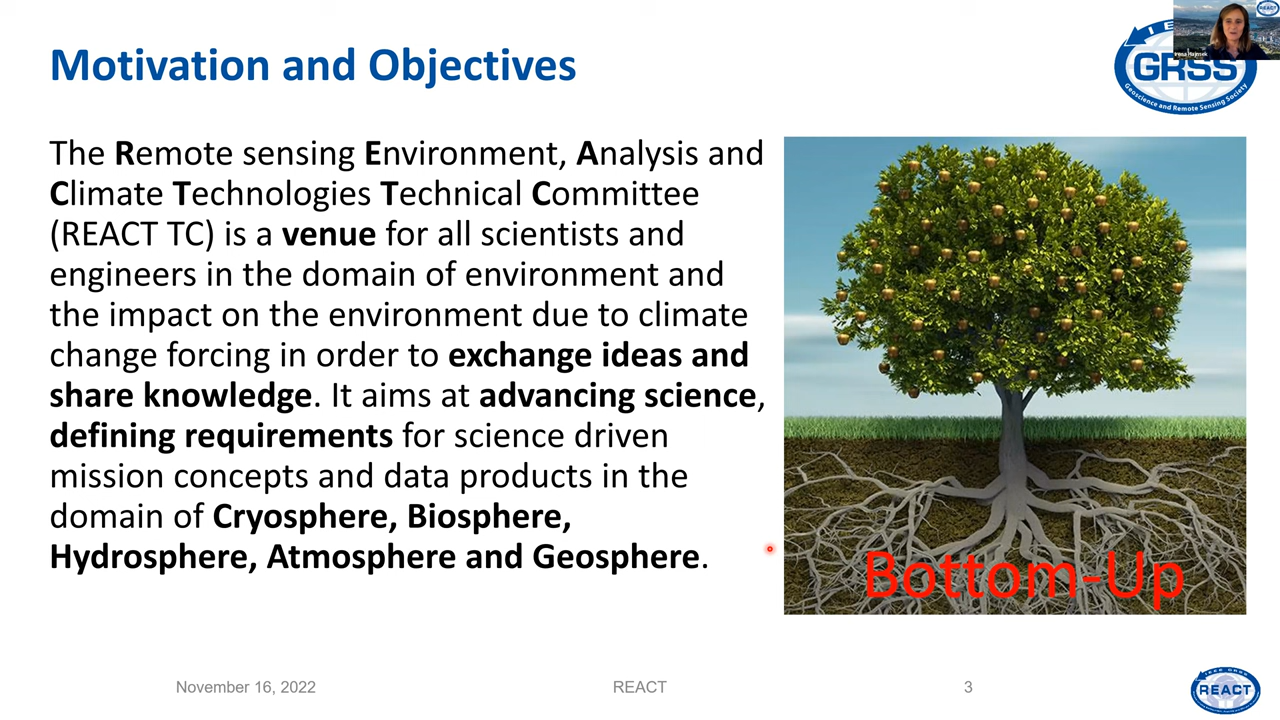 Motivation and Objectives
The Remote sensing Environment, Analysis and
Climate Technologies Technical Committee
(REACT TC) is a venue for all scientists and
engineers in the domain of environment and
the impact on the environment due to climate
change forcing in order to exchange ideas and
share knowledge. It aims at advancing science,
defining requirements for science driven
mission concepts and data products in the
domain of Cryosphere, Biosphere,
Hydrosphere, Atmosphere and Geosphere.
GRSS
Geoscience and Remote Sensing Society
REACT
Bottom-Up
November 16, 2022
REACT
3
REACT